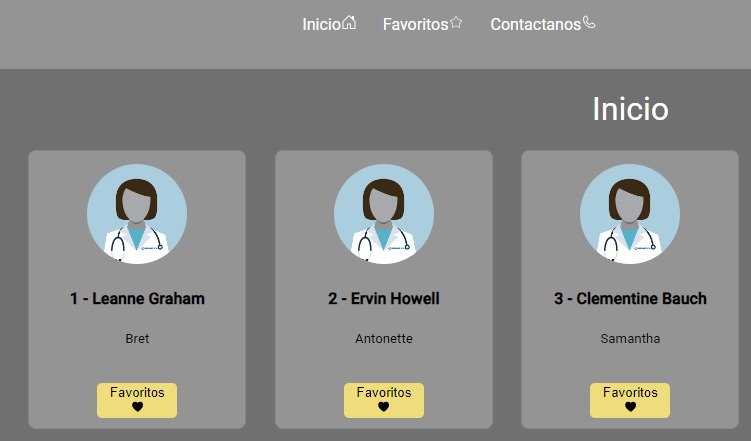 Inicio Favoritos Contactanos
Inicio
1 - Leanne Graham
Bret
Favoritos
2 - Ervin Howell
Antonette
Favoritos
3 - Clementine Bauch
Samantha
Favoritos